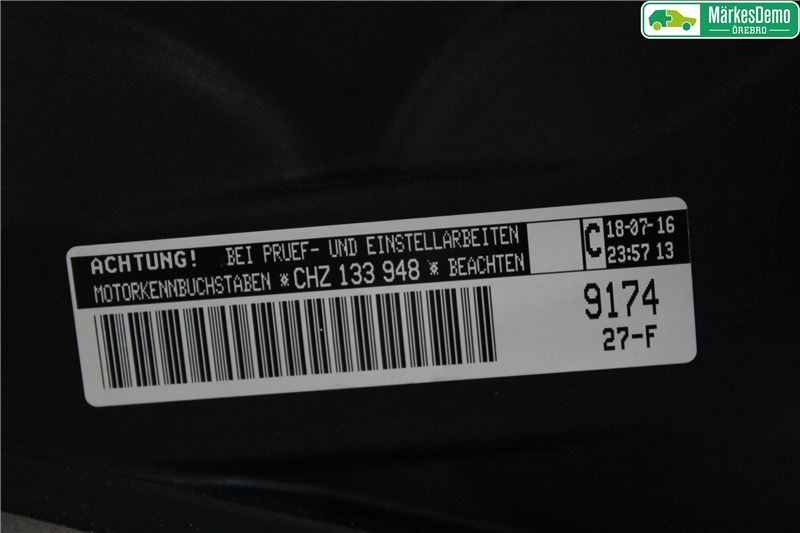 MärkesDemo
ÖREBRO
ACHTUNG! BEI PRUEF- UND EINSTELLARBEITEN
MOTORKENNBUCHSTABEN *CHZ 133 948* BEACHTEN
C
18-07-16
23:57 13
9174
27-F